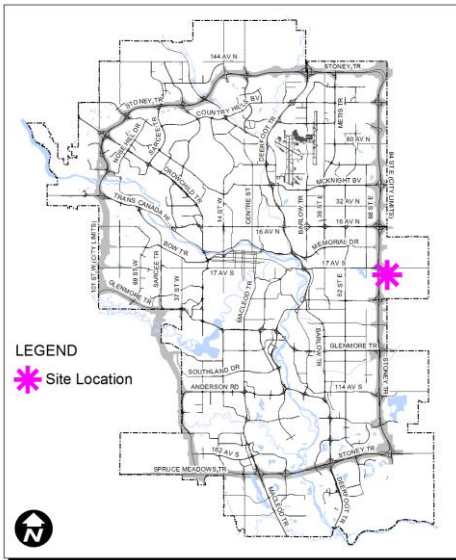 144 AV N
STONEY TR
STONEY TR
COUNTRY HILLS BV
METIS TR
DEERFOOT TR
NOSE HILL DR
SARCEE TR
80 AV N
CROWCHILD TR
MCKNIGHT BV
TRANS CANADA H
14 ST W
CENTRE ST
BARLOW TR
36 ST E
32 AV N
68 ST E
84 ST E (CITY LIMITS)
16 AV N
16 AV N
101 ST W (CITY LIMITS)
BOW TR
MEMORIAL DR
17 AV S
17 AV S
SARCEE TR
69 ST W
37 ST W
MACLEOD TR
52 ST E
GLENMORE TR
BARLOW TR
GLENMORE TR
LEGEND
Site Location
SOUTHLAND DR
ANDERSON RD
114 AV S
STONEY TR
162 AV S
STONEY TR
SPRUCE MEADOWS TR
MACLEOD TR
DEERFOOT TR
N